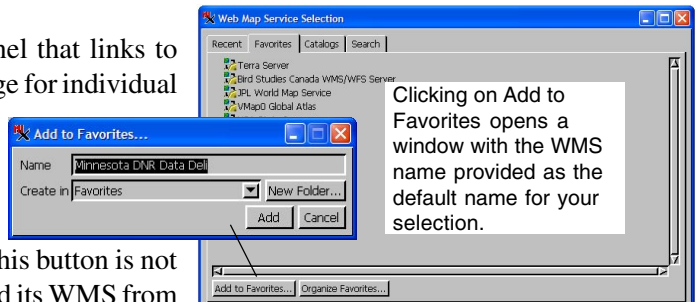 Web Map Service Selection
Recent Favorites Catalogs Search
Terra Server
Bird Studies Canada WMS/WFS Server
JPL World Map Service
VMap0 Global Atlas
nel that links to
ge for individual
Add to Favorites...
Name Minnesota DNR Data Deli
Create in Favorites New Folder...
Add Cancel
Clicking on Add to
Favorites opens a
window with the WMS
name provided as the
default name for your
selection.
his button is not
d its WMS from
Add to Favorites... Organize Favorites...